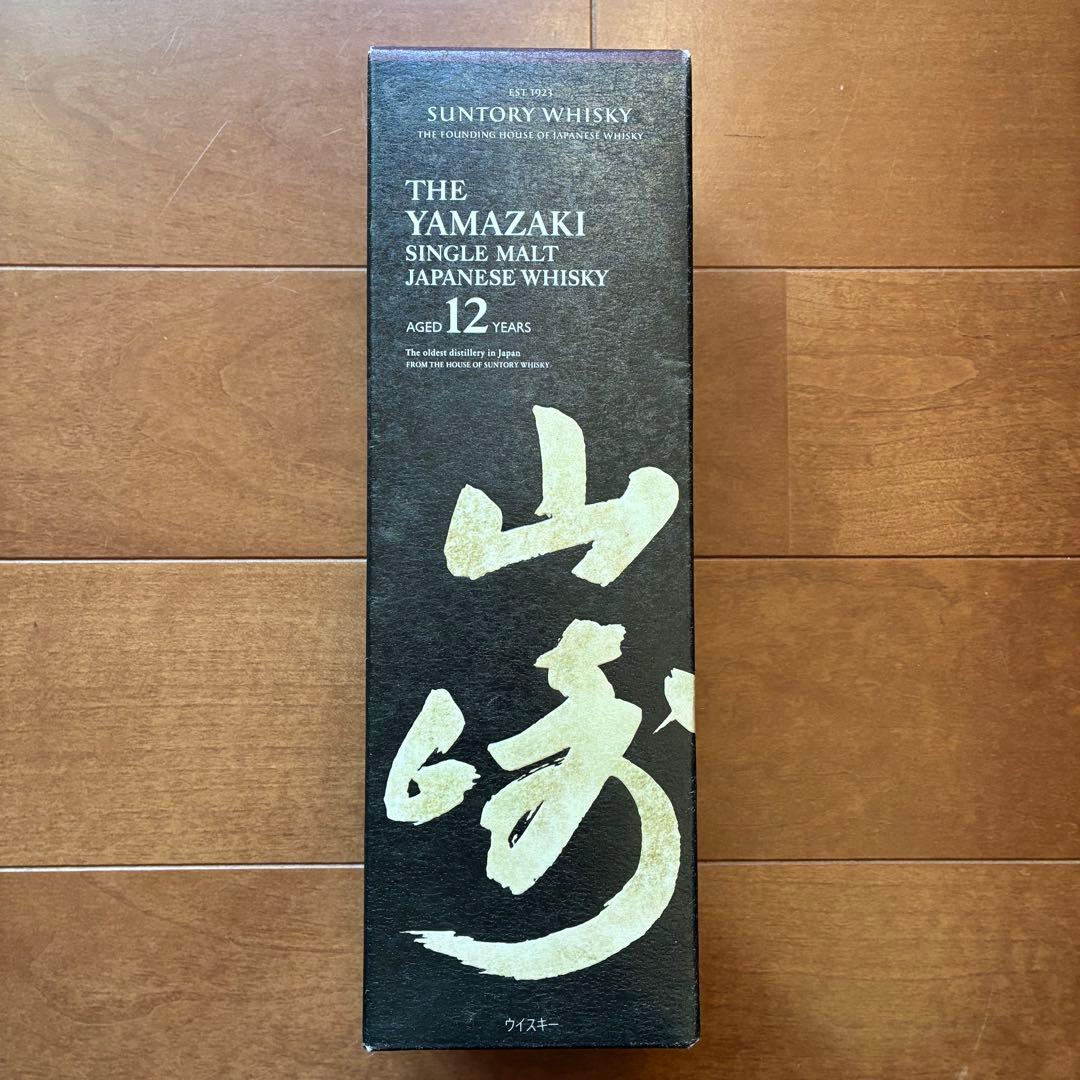 EST. 1923
SUNTORY WHISKY
THE FOUNDING HOUSE OF JAPANESE WHISKY
THE
YAMAZAKI
SINGLE MALT
JAPANESE WHISKY
AGED 12 YEARS
The oldest distillery in Japan
FROM THE HOUSE OF SUNTORY WHISKY
山
崎
ウイスキー